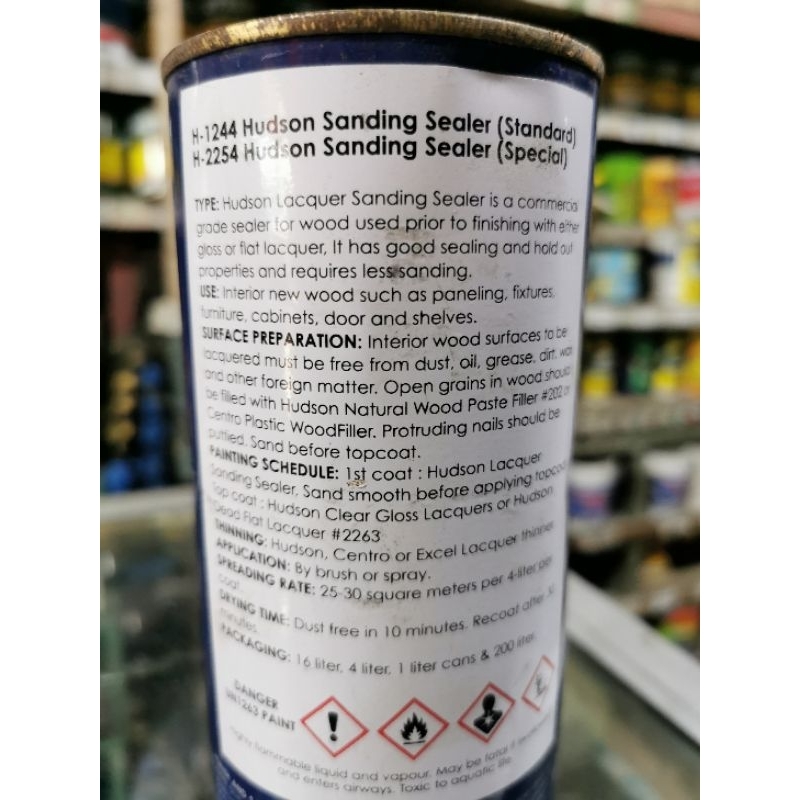 H-1244 Hudson Sanding Sealer (Standard)
H-2254 Hudson Sanding Sealer (Special)
TYPE: Hudson Lacquer Sanding Sealer is a commercial
grade sealer for wood used prior to finishing with either
gloss or flat lacquer, It has good sealing and hold out
properties and requires less sanding.
USE: Interior new wood such as paneling, fixtures,
furniture, cabinets, door and shelves.
SURFACE PREPARATION: Interior wood surfaces to be
lacquered must be free from dust, oil, grease, dirt, wax
and other foreign matter. Open grains in wood should
be filled with Hudson Natural Wood Paste Filler #202 or
Centro Plastic WoodFiller. Protruding nails should be
puttied. Sand before topcoat.
PAINTING SCHEDULE: 1st coat : Hudson Lacquer
Sanding Sealer, Sand smooth before applying topcoat
Top coat : Hudson Clear Gloss Lacquers or Hudson
Dead Flat Lacquer #2263
THINNING: Hudson, Centro or Excel Lacquer thinner
APPLICATION: By brush or spray.
SPREADING RATE: 25-30 square meters per 4-liter per
coat.
DRYING TIME: Dust free in 10 minutes. Recoat after 30
minutes.
PACKAGING: 16 liter, 4 liter, 1 liter cans & 200 liter
DANGER
UN1263 PAINT
Highly flammable liquid and vapour. May be fatal if
and enters airways. Toxic to aquatic life